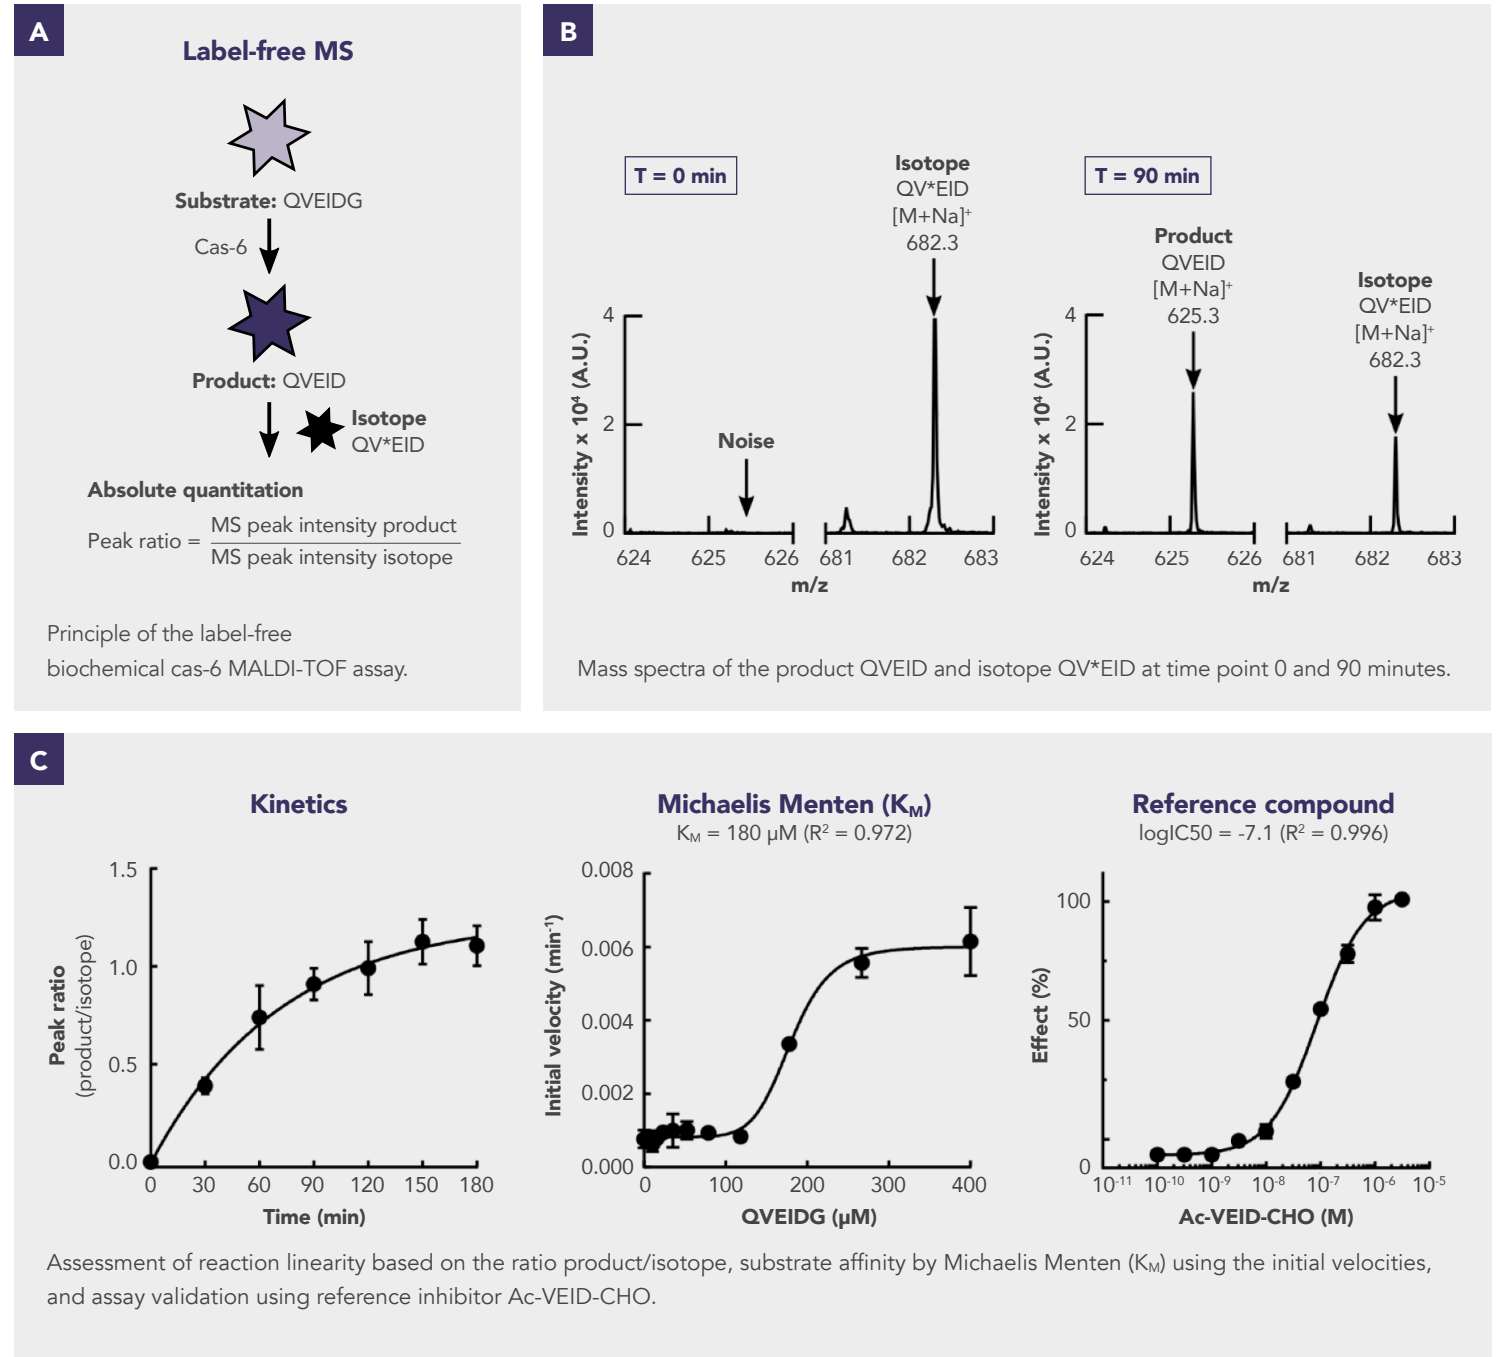 A
Label-free MS
Substrate: QVEIDG
Cas-6
Product: QVEID
Isotope
QV*EID
Absolute quantitation
Peak ratio = MS peak intensity product
MS peak intensity isotope
Principle of the label-free
biochemical cas-6 MALDI-TOF assay.
B
T = 0 min
Isotope
QV*EID
[M+Na]⁺
682.3
Noise
Intensity x 10⁴ (A.U.)
4
2
0
624 625 626 681 682 683
m/z
T = 90 min
Product
QVEID
[M+Na]⁺
625.3
Isotope
QV*EID
[M+Na]⁺
682.3
Intensity x 10⁴ (A.U.)
4
2
0
624 625 626 681 682 683
m/z
Mass spectra of the product QVEID and isotope QV*EID at time point 0 and 90 minutes.
C
Kinetics
Peak ratio
(product/isotope)
1.5
1.0
0.5
0.0
0 30 60 90 120 150 180
Time (min)
Michaelis Menten (K_M)
K_M = 180 µM (R² = 0.972)
Initial velocity (min⁻¹)
0.008
0.006
0.004
0.002
0.000
0 100 200 300 400
QVEIDG (µM)
Reference compound
logIC50 = -7.1 (R² = 0.996)
Effect (%)
100
50
0
10⁻¹¹ 10⁻¹⁰ 10⁻⁹ 10⁻⁸ 10⁻⁷ 10⁻⁶ 10⁻⁵
Ac-VEID-CHO (M)
Assessment of reaction linearity based on the ratio product/isotope, substrate affinity by Michaelis Menten (K_M) using the initial velocities,
and assay validation using reference inhibitor Ac-VEID-CHO.